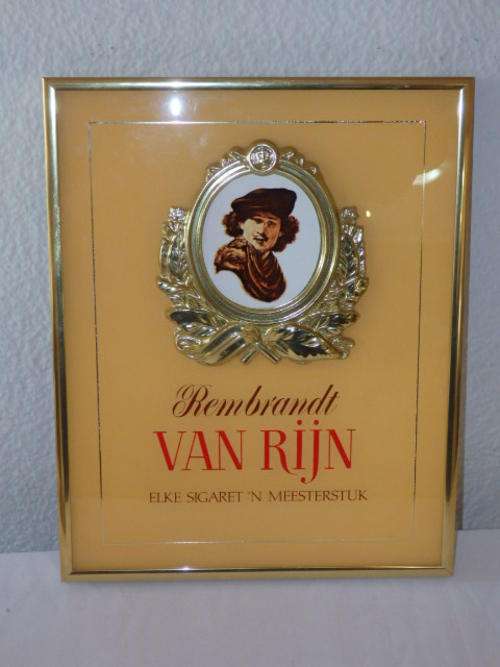 Rembrandt
VAN RijN
ELKE SIGARET 'N MEESTERSTUK